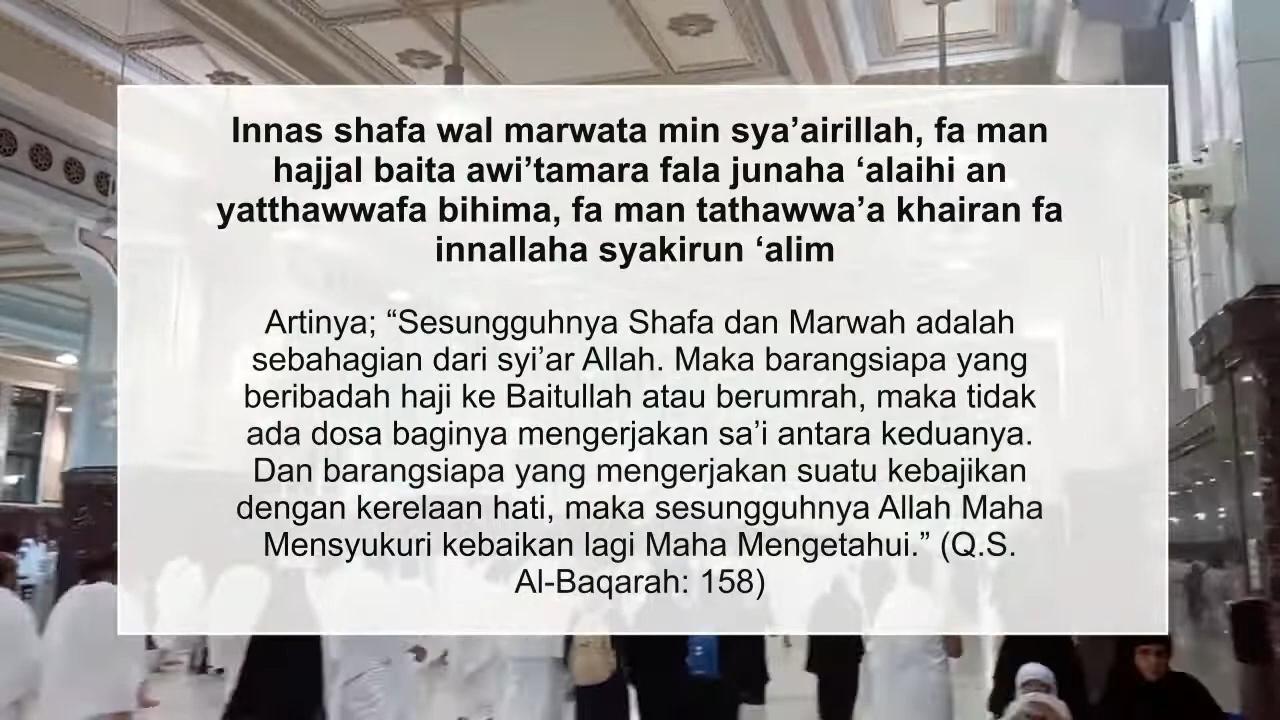 Innas shafa wal marwata min sya’airillah, fa man
hajjal baita awi’tamara fala junaha ‘alaihi an
yatthawwafa bihima, fa man tathawwa’a khairan fa
innallaha syakirun ‘alim
Artinya; “Sesungguhnya Shafa dan Marwah adalah
sebahagian dari syi’ar Allah. Maka barangsiapa yang
beribadah haji ke Baitullah atau berumrah, maka tidak
ada dosa baginya mengerjakan sa’i antara keduanya.
Dan barangsiapa yang mengerjakan suatu kebajikan
dengan kerelaan hati, maka sesungguhnya Allah Maha
Mensyukuri kebaikan lagi Maha Mengetahui.” (Q.S.
Al-Baqarah: 158)